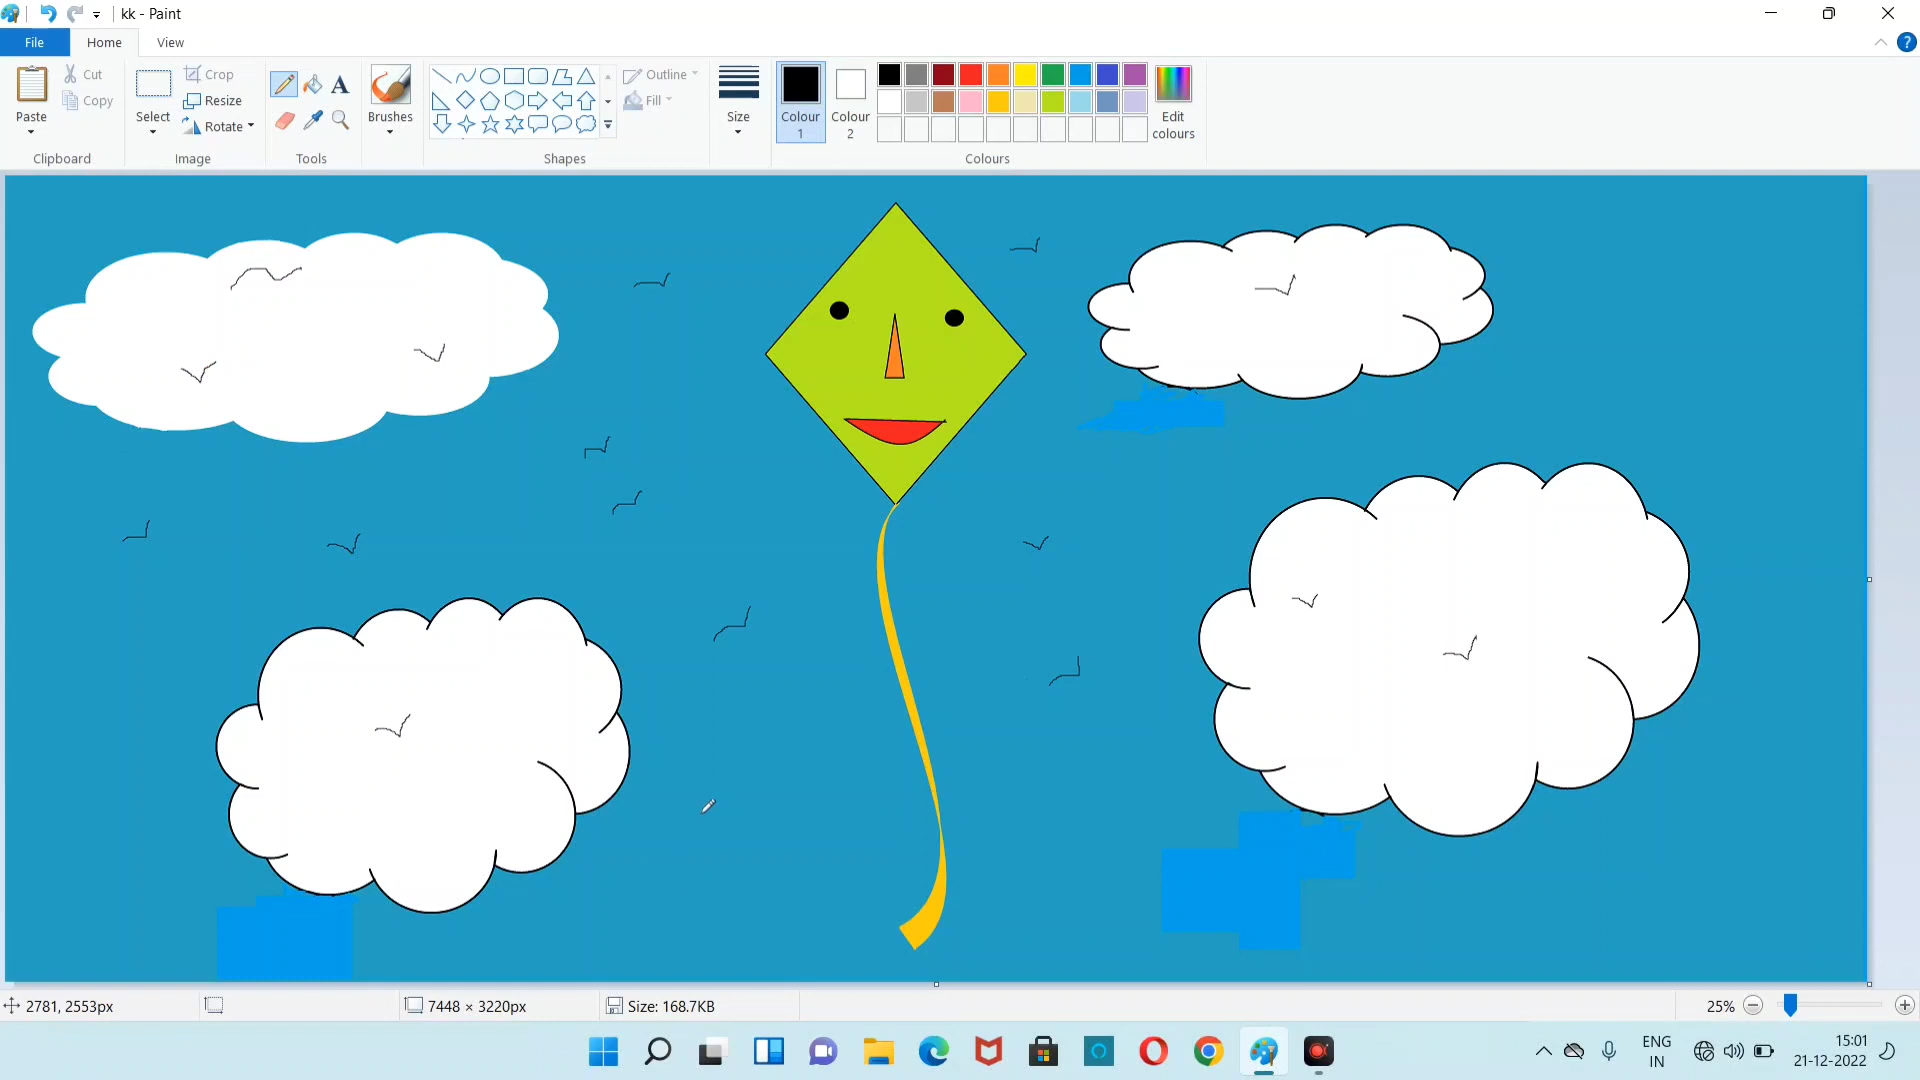 kk - Paint
File
Home
View
?
Paste
Cut
Copy
Clipboard
Select
Crop
Resize
Rotate
Image
A
Tools
Brushes
Outline
Fill
Shapes
Size
Colour
1
Colour
2
Edit
colours
Colours
2781, 2553px
7448 × 3220px
Size: 168.7KB
25%
ENG
IN
15:01
21-12-2022